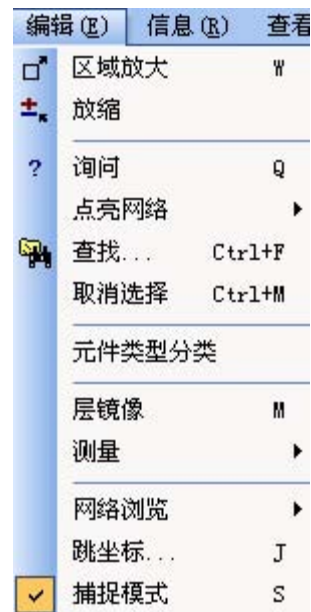 编辑(E) 信息(R) 查看
区域放大 W
放缩
询问 Q
点亮网络
查找... Ctrl+F
取消选择 Ctrl+M
元件类型分类
层镜像 M
测量
网络浏览
跳坐标... J
捕捉模式 S